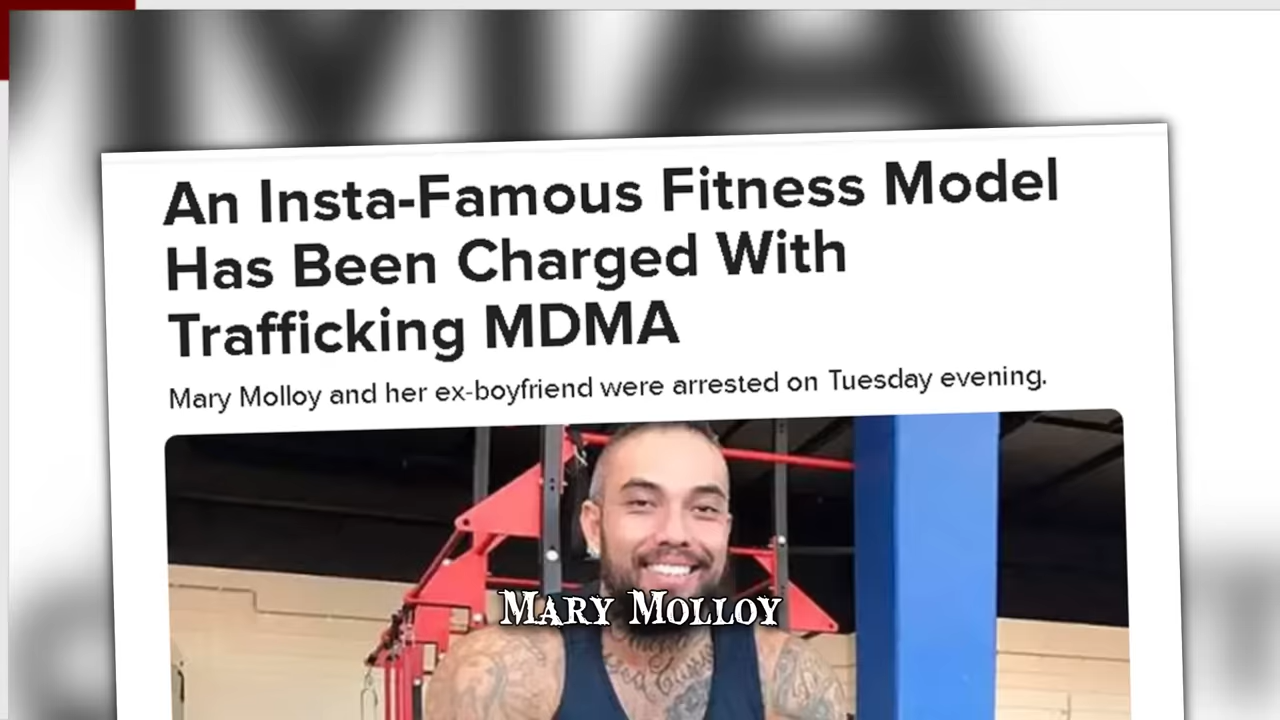 An Insta-Famous Fitness Model
Has Been Charged With
Trafficking MDMA
Mary Molloy and her ex-boyfriend were arrested on Tuesday evening.
Mary Molloy